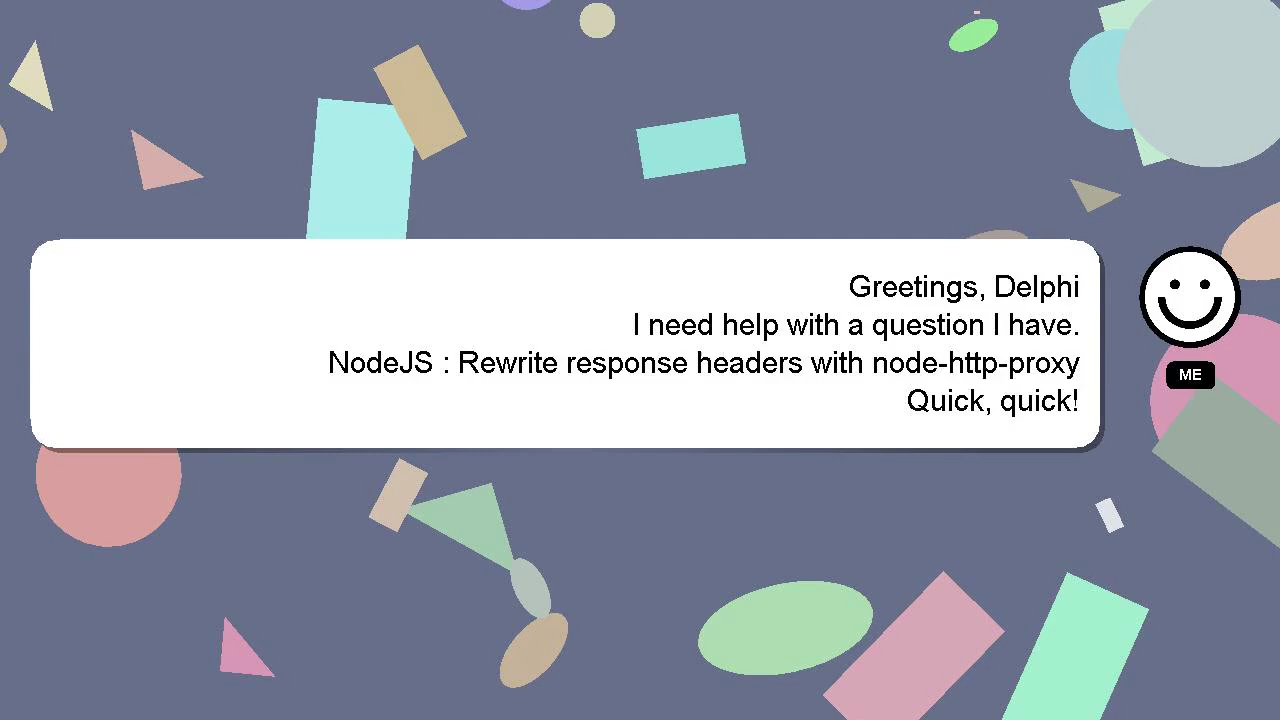 Greetings, Delphi
I need help with a question I have.
NodeJS : Rewrite response headers with node-http-proxy
Quick, quick!
ME